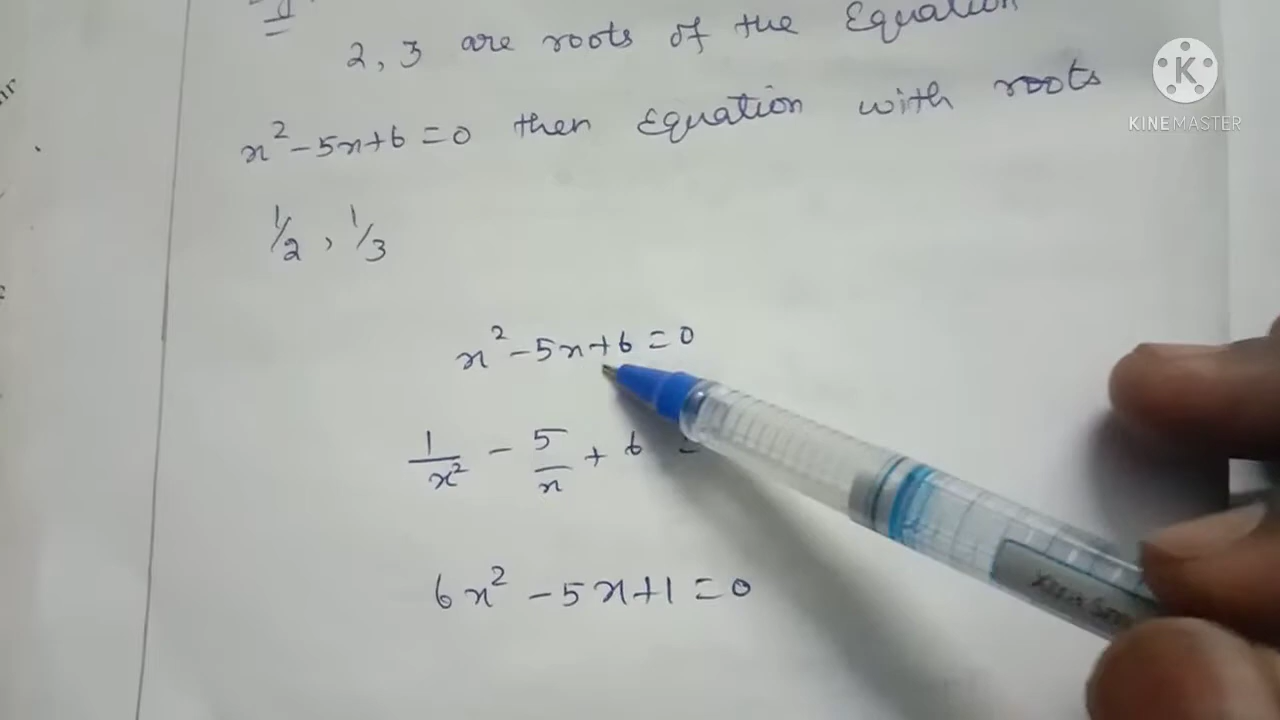 2, 3 are roots of the Equation
x² - 5x + 6 = 0 then Equation with roots
1/2, 1/3
x² - 5x + 6 = 0
1/x² - 5/x + 6 =
6x² - 5x + 1 = 0
K
KINEMASTER